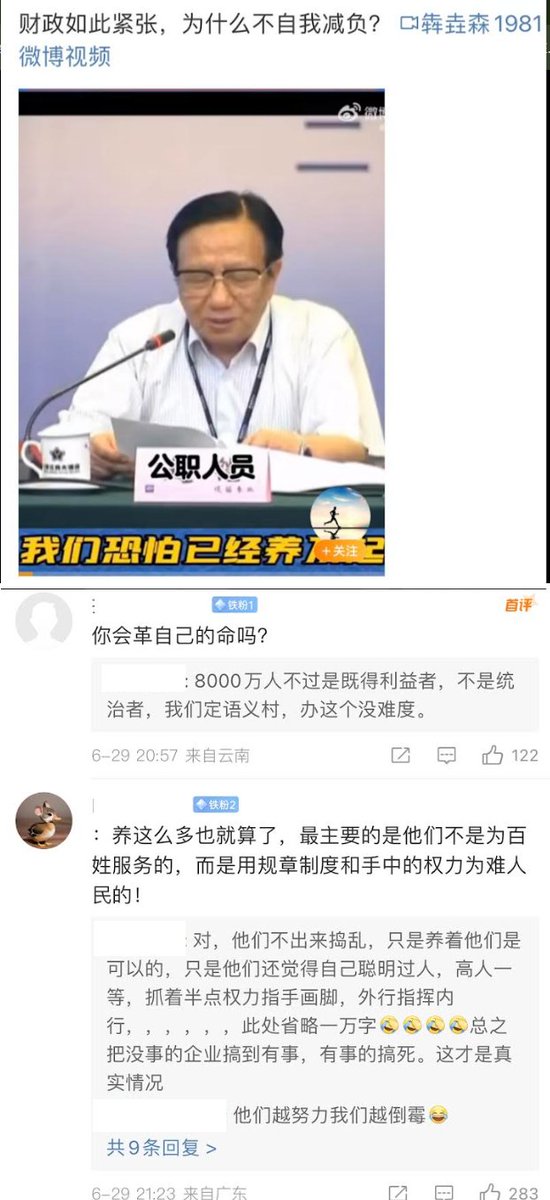 财政如此紧张，为什么不自我减负？ 犇垚森1981
微博视频
微博
公职人员
我们恐怕已经养
+关注
铁粉1
首评
你会革自己的命吗？
: 8000万人不过是既得利益者，不是统
治者，我们定语义村，办这个没难度。
6-29 20:57 来自云南
122
铁粉2
：养这么多也就算了，最主要的是他们不是为百
姓服务的，而是用规章制度和手中的权力为难人
民的！
: 对，他们不出来捣乱，只是养着他们是
可以的，只是他们还觉得自己聪明过人，高人一
等，抓着半点权力指手画脚，外行指挥内
行，，，，，，此处省略一万字🤣🤣🤣🤣总之
把没事的企业搞到有事，有事的搞死。这才是真
实情况
他们越努力我们越倒霉😂
共9条回复 >
6-29 21:23 来自广东
283